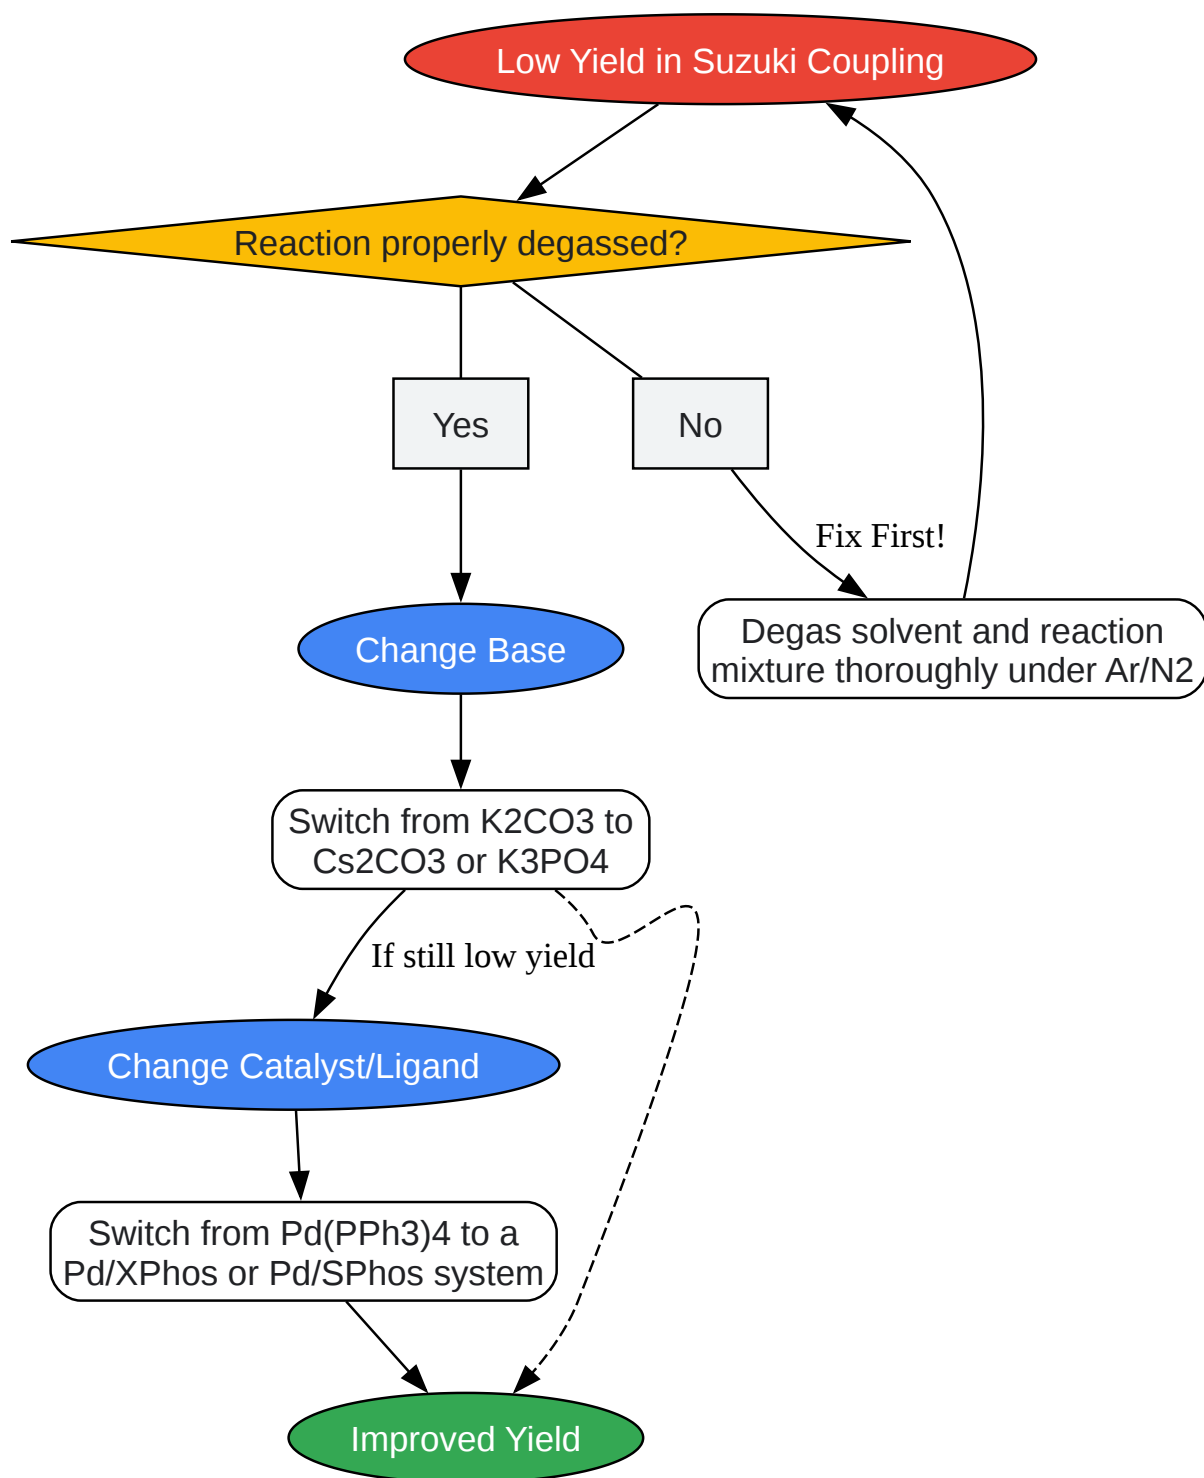 Low Yield in Suzuki Coupling
Reaction properly degassed?
Yes
No
Fix First!
Degas solvent and reaction
mixture thoroughly under Ar/N2
Change Base
Switch from K2CO3 to
Cs2CO3 or K3PO4
If still low yield
Change Catalyst/Ligand
Switch from Pd(PPh3)4 to a
Pd/XPhos or Pd/SPhos system
Improved Yield